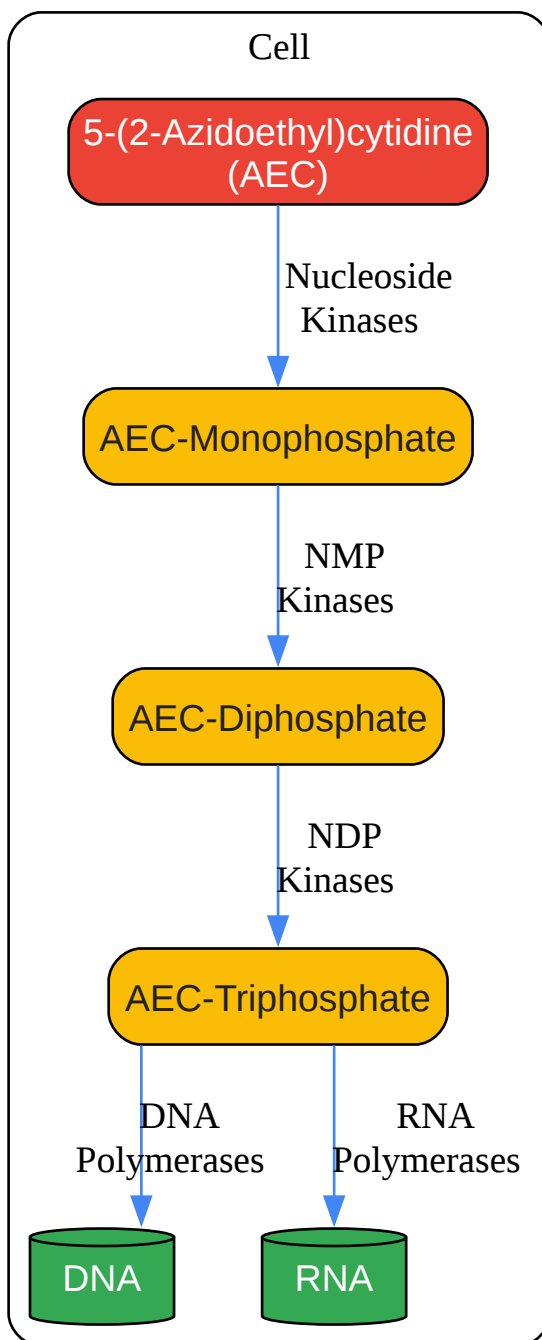 Cell
5-(2-Azidoethyl)cytidine
(AEC)
Nucleoside
Kinases
AEC-Monophosphate
NMP
Kinases
AEC-Diphosphate
NDP
Kinases
AEC-Triphosphate
DNA
Polymerases
RNA
Polymerases
DNA
RNA